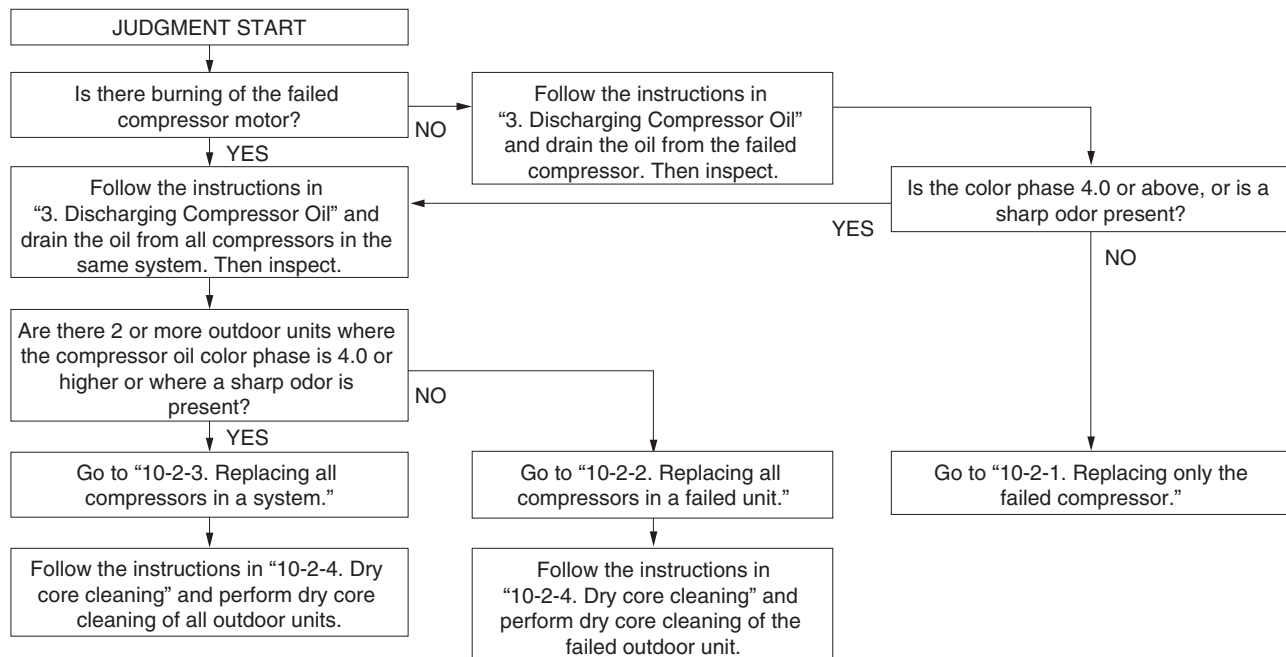 JUDGMENT START
Is there burning of the failed
compressor motor?
NO
YES
Follow the instructions in
“3. Discharging Compressor Oil”
and drain the oil from the failed
compressor. Then inspect.
Is the color phase 4.0 or above, or is a
sharp odor present?
YES
NO
Follow the instructions in
“3. Discharging Compressor Oil” and
drain the oil from all compressors in the
same system. Then inspect.
Are there 2 or more outdoor units where
the compressor oil color phase is 4.0 or
higher or where a sharp odor is
present?
NO
YES
Go to “10-2-3. Replacing all
compressors in a system.”
Go to “10-2-2. Replacing all
compressors in a failed unit.”
Go to “10-2-1. Replacing only the
failed compressor.”
Follow the instructions in “10-2-4. Dry
core cleaning” and perform dry core
cleaning of all outdoor units.
Follow the instructions in
“10-2-4. Dry core cleaning” and
perform dry core cleaning of the
failed outdoor unit.